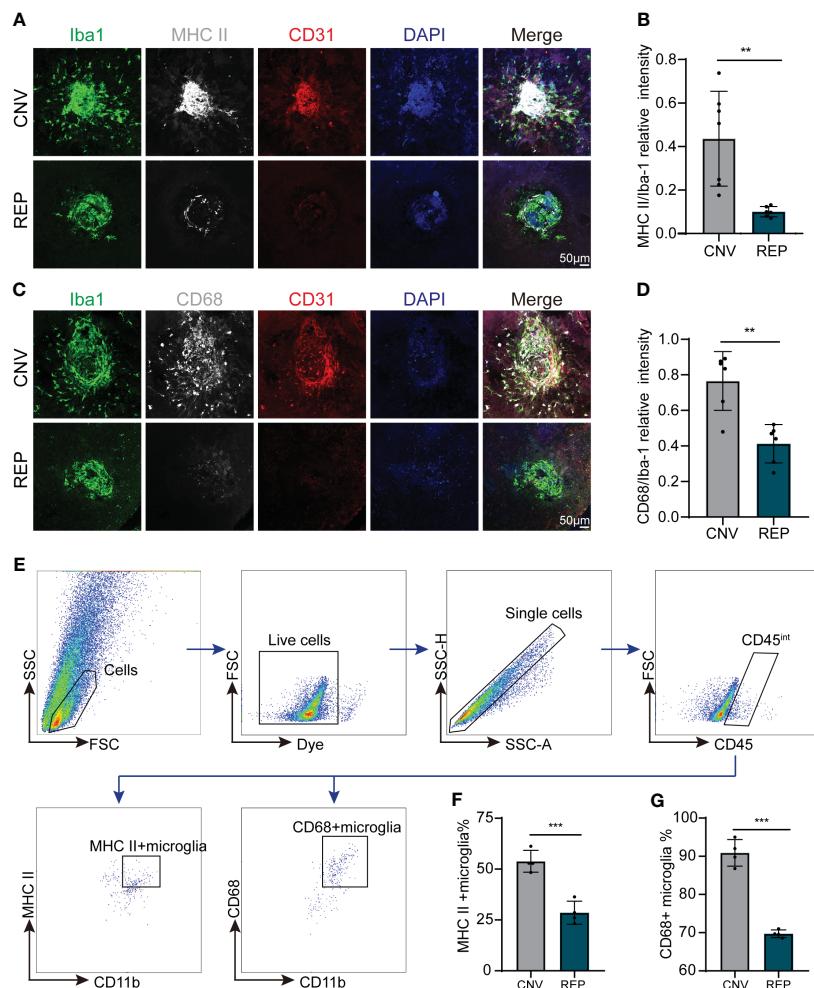 A
Iba1 MHC II CD31 DAPI Merge
CNV
REP
50μm
B
MHC II/Iba-1 relative intensity
0.8
0.6
0.4
0.2
0.0
**
CNV REP
C
Iba1 CD68 CD31 DAPI Merge
CNV
REP
50μm
D
CD68/Iba-1 relative intensity
1.0
0.8
0.6
0.4
0.2
0.0
**
CNV REP
E
SSC
Cells
FSC
FSC
Live cells
Dye
SSC-H
Single cells
SSC-A
FSC
CD45int
CD45
MHC II
MHC II+microglia
CD11b
CD68
CD68+microglia
CD11b
F
MHC II +microglia%
75
50
25
0
***
CNV REP
G
CD68+ microglia %
100
90
80
70
60
***
CNV REP